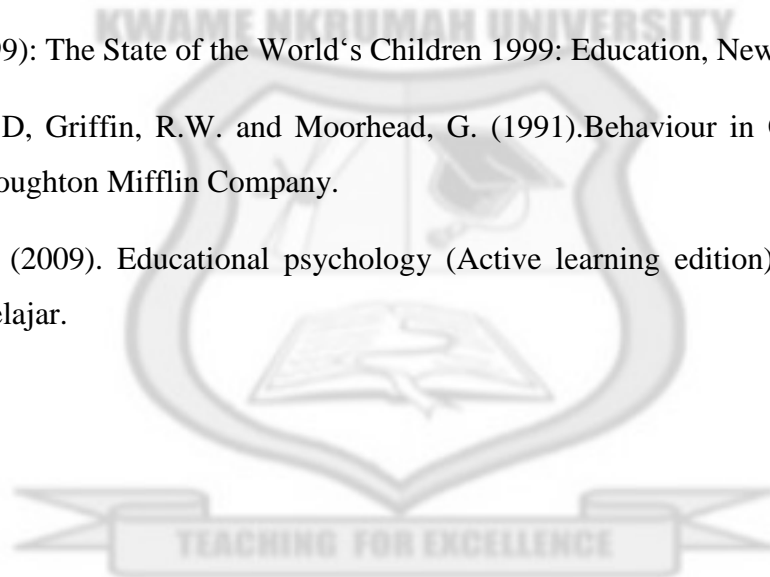 KWAME NKRUMAH UNIVERSITY
99): The State of the World‘s Children 1999: Education, New
D, Griffin, R.W. and Moorhead, G. (1991).Behaviour in
oughton Mifflin Company.
(2009). Educational psychology (Active learning edition)
elajar.
TEACHING FOR EXCELLENCE